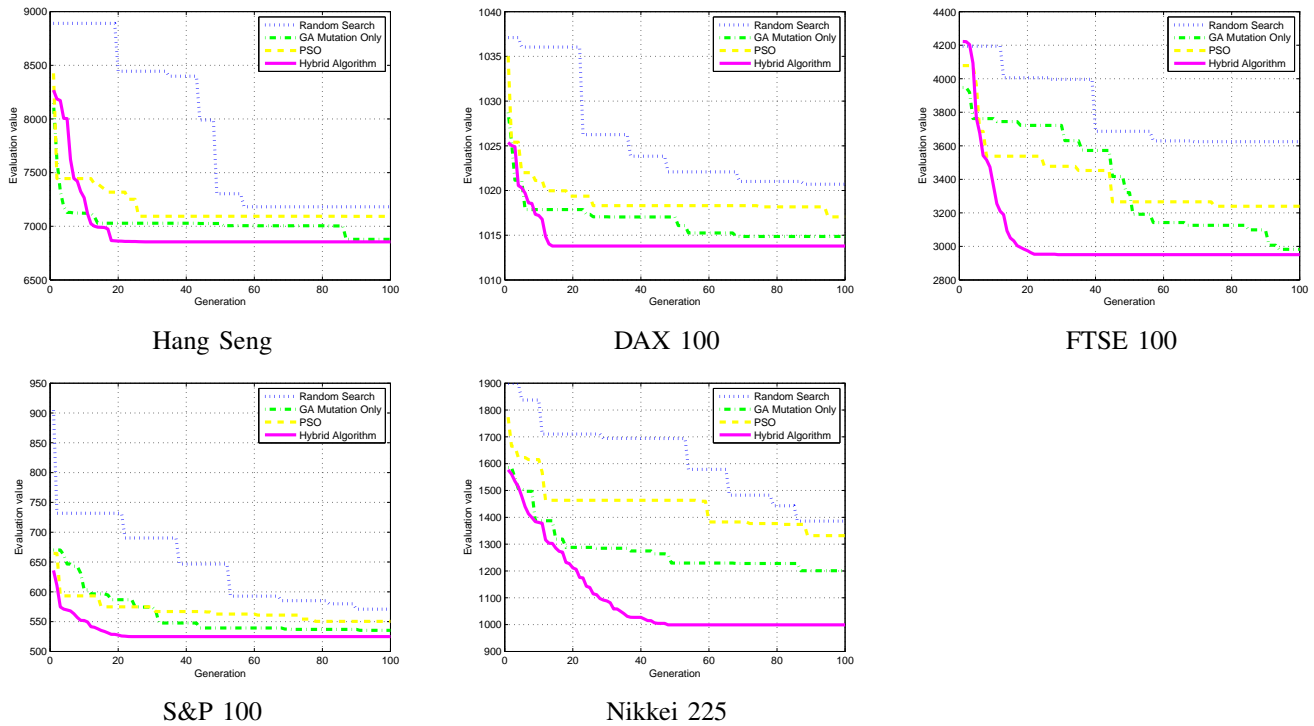 9000
8500
8000
7500
7000
6500
Evaluation value
0 20 40 60 80 100
Generation
Random Search
GA Mutation Only
PSO
Hybrid Algorithm
Hang Seng
1040
1035
1030
1025
1020
1015
1010
Evaluation value
0 20 40 60 80 100
Generation
Random Search
GA Mutation Only
PSO
Hybrid Algorithm
DAX 100
4400
4200
4000
3800
3600
3400
3200
3000
2800
Evaluation value
0 20 40 60 80 100
Generation
Random Search
GA Mutation Only
PSO
Hybrid Algorithm
FTSE 100
950
900
850
800
750
700
650
600
550
500
Evaluation value
0 20 40 60 80 100
Generation
Random Search
GA Mutation Only
PSO
Hybrid Algorithm
S&P 100
1900
1800
1700
1600
1500
1400
1300
1200
1100
1000
900
Evaluation value
0 20 40 60 80 100
Generation
Random Search
GA Mutation Only
PSO
Hybrid Algorithm
Nikkei 225